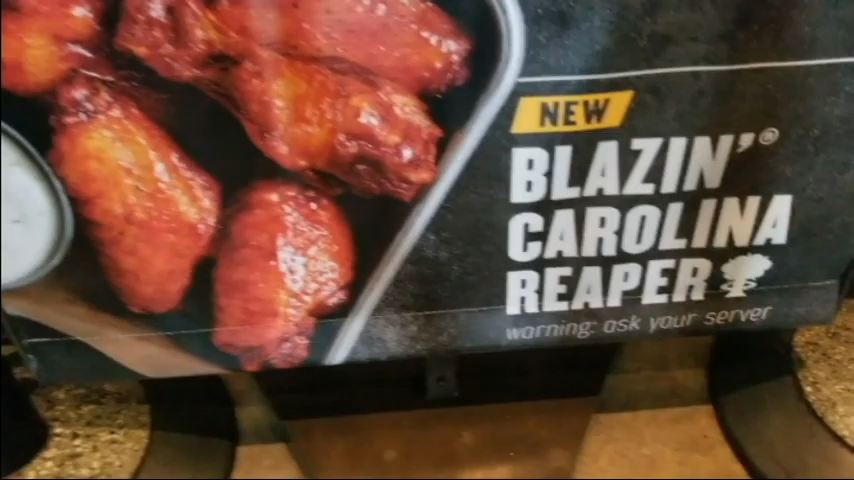 NEW
BLAZIN'®
CAROLINA
REAPER
warning: ask your server